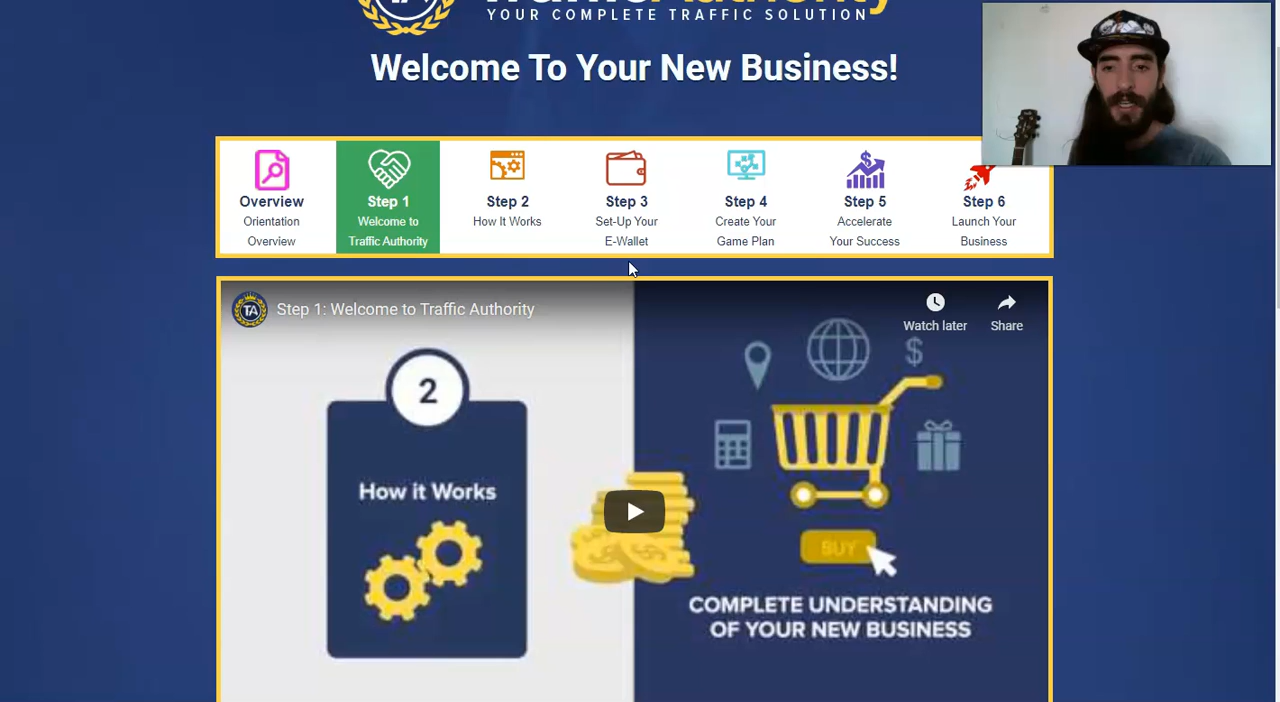 YOUR COMPLETE TRAFFIC SOLUTION
Welcome To Your New Business!
Overview
Orientation
Overview
Step 1
Welcome to
Traffic Authority
Step 2
How It Works
Step 3
Set-Up Your
E-Wallet
Step 4
Create Your
Game Plan
Step 5
Accelerate
Your Success
Step 6
Launch Your
Business
TA
Step 1: Welcome to Traffic Authority
Watch later
Share
2
How it Works
$
BUY
COMPLETE UNDERSTANDING
OF YOUR NEW BUSINESS